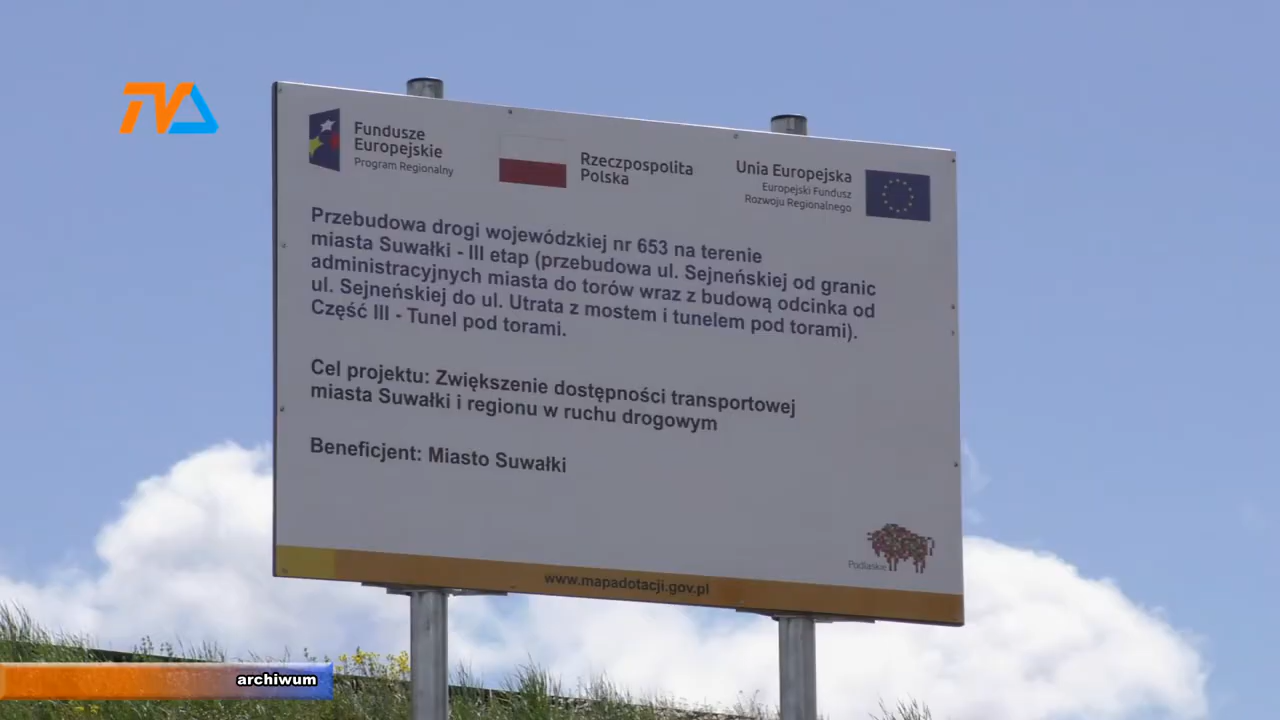 TVA
Fundusze
Europejskie
Program Regionalny
Rzeczpospolita
Polska
Unia Europejska
Europejski Fundusz
Rozwoju Regionalnego
Przebudowa drogi wojewódzkiej nr 653 na terenie
miasta Suwałki - III etap (przebudowa ul. Sejneńskiej od granic
administracyjnych miasta do torów wraz z budową odcinka od
ul. Sejneńskiej do ul. Utrata z mostem i tunelem pod torami).
Część III - Tunel pod torami.
Cel projektu: Zwiększenie dostępności transportowej
miasta Suwałki i regionu w ruchu drogowym
Beneficjent: Miasto Suwałki
Podlaskie
www.mapadotacji.gov.pl
archiwum